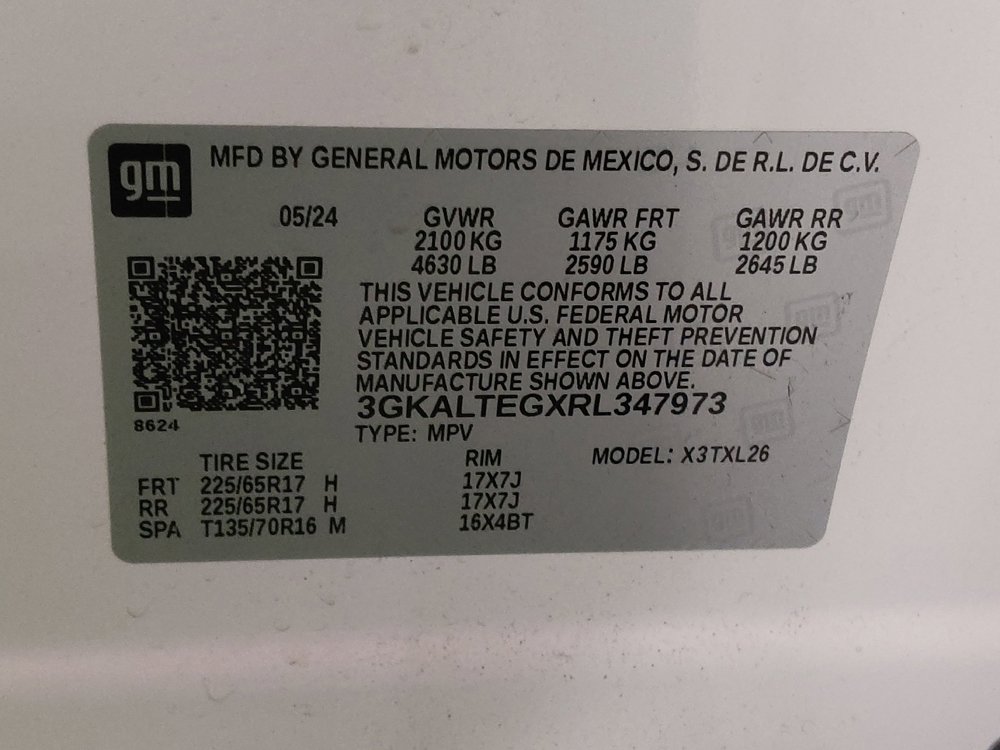 gm MFD BY GENERAL MOTORS DE MEXICO, S. DE R.L. DE C.V.
05/24 GVWR GAWR FRT GAWR RR
2100 KG 1175 KG 1200 KG
4630 LB 2590 LB 2645 LB
THIS VEHICLE CONFORMS TO ALL
APPLICABLE U.S. FEDERAL MOTOR
VEHICLE SAFETY AND THEFT PREVENTION
STANDARDS IN EFFECT ON THE DATE OF
MANUFACTURE SHOWN ABOVE.
3GKALTEGXRL347973
8624
TYPE: MPV
TIRE SIZE RIM MODEL: X3TXL26
FRT 225/65R17 H 17X7J
RR 225/65R17 H 17X7J
SPA T135/70R16 M 16X4BT